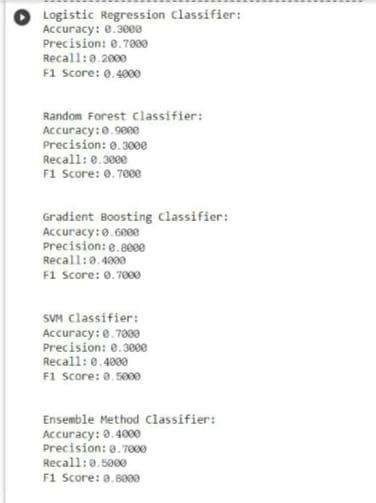 Logistic Regression Classifier:
Accuracy: 0.3000
Precision: 0.7000
Recall: 0.2000
F1 Score: 0.4000
Random Forest Classifier:
Accuracy: 0.9000
Precision: 0.3000
Recall: 0.3000
F1 Score: 0.7000
Gradient Boosting Classifier:
Accuracy: 0.6000
Precision: 0.8000
Recall: 0.4000
F1 Score: 0.7000
SVM Classifier:
Accuracy: 0.7000
Precision: 0.3000
Recall: 0.4000
F1 Score: 0.5000
Ensemble Method Classifier:
Accuracy: 0.4000
Precision: 0.7000
Recall: 0.5000
F1 Score: 0.8000